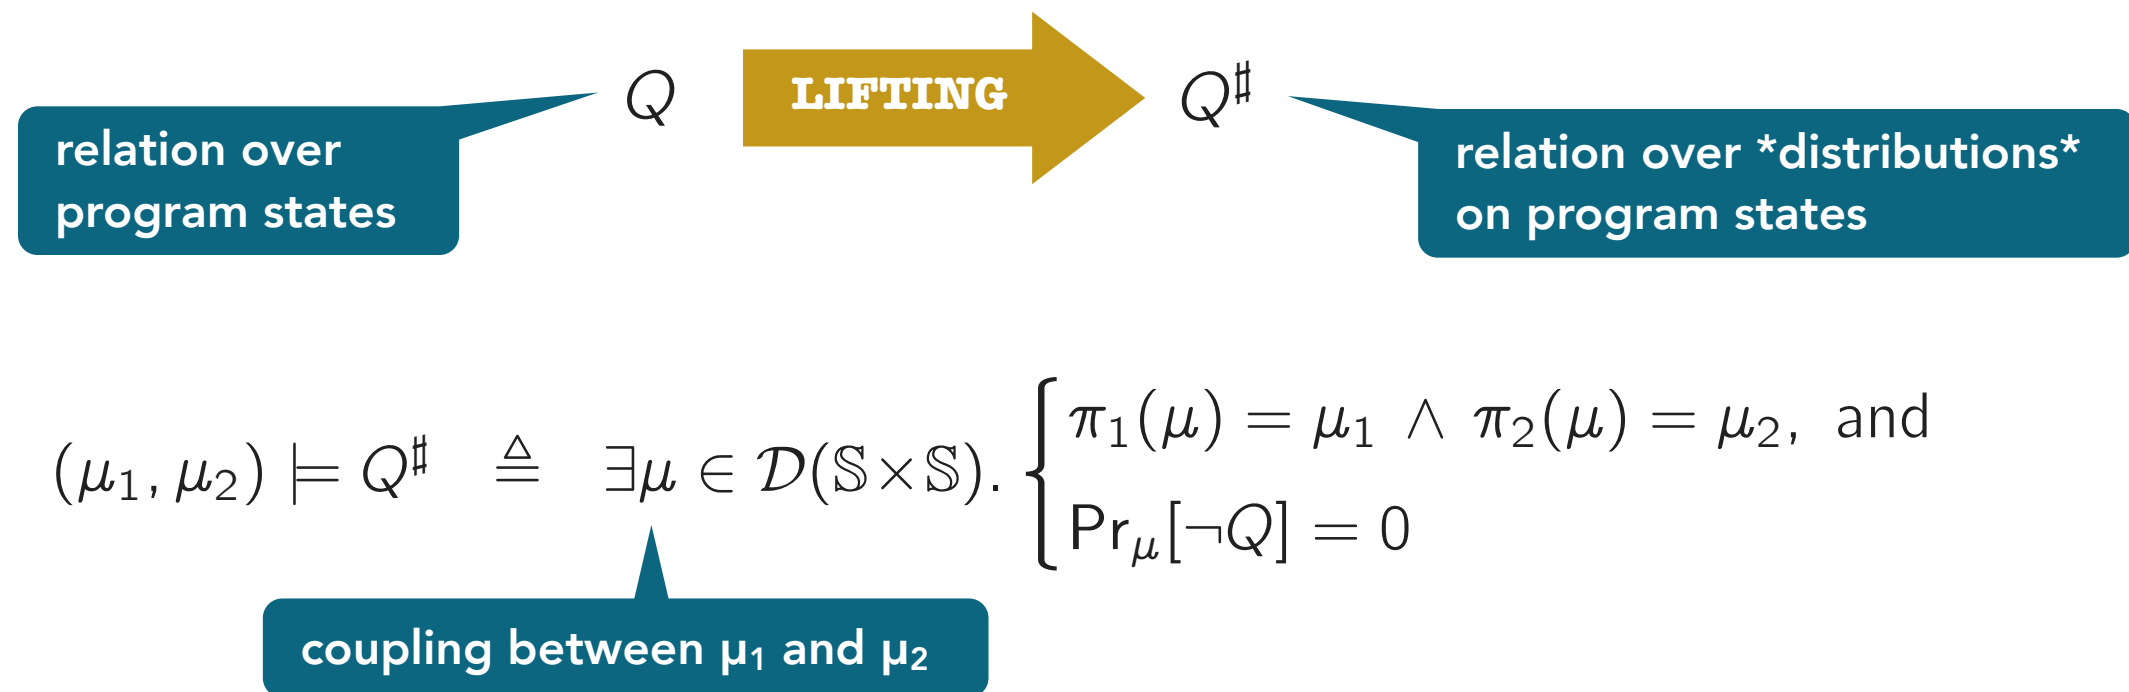 Q LIFTING Q♯
relation over
program states
relation over *distributions*
on program states
(μ₁, μ₂) ⊨ Q♯ ≜ ∃μ ∈ 𝒟(𝕊×𝕊). { π₁(μ) = μ₁ ∧ π₂(μ) = μ₂, and
Pr_μ[¬Q] = 0
coupling between μ₁ and μ₂